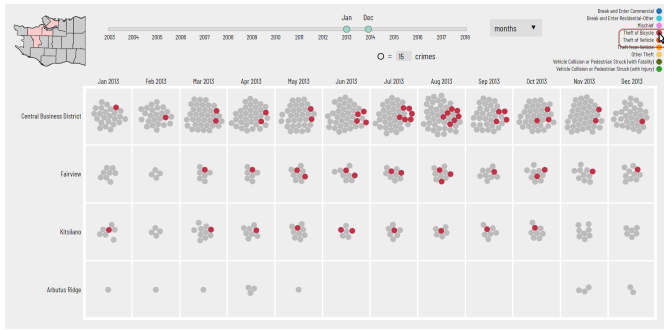 Jan Dec
2003 2005 2006 2007 2008 2009 2010 2011 2012 2013 2014 2015 2016 2017 2018
months
O = 15 crimes
Break and Enter Commercial
Break and Enter Residential/Other
Mischief
Theft of Bicycle
Theft of Vehicle
Theft from Vehicle
Other Theft
Vehicle Collision or Pedestrian Struck (with Fatality)
Vehicle Collision or Pedestrian Struck (with Injury)
Jan 2013 Feb 2013 Mar 2013 Apr 2013 May 2013 Jun 2013 Jul 2013 Aug 2013 Sep 2013 Oct 2013 Nov 2013 Dec 2013
Central Business District
Fairview
Kitsilano
Arbutus Ridge